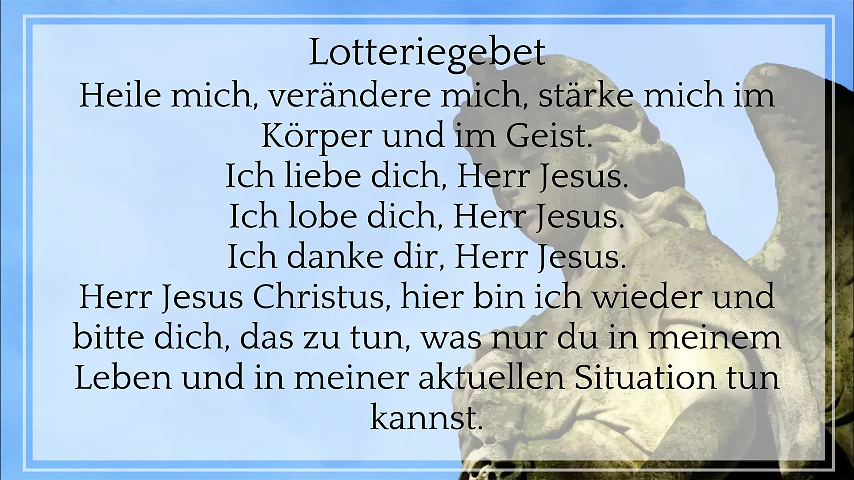 Lotteriegebet
Heile mich, verändere mich, stärke mich im
Körper und im Geist.
Ich liebe dich, Herr Jesus.
Ich lobe dich, Herr Jesus.
Ich danke dir, Herr Jesus.
Herr Jesus Christus, hier bin ich wieder und
bitte dich, das zu tun, was nur du in meinem
Leben und in meiner aktuellen Situation tun
kannst.